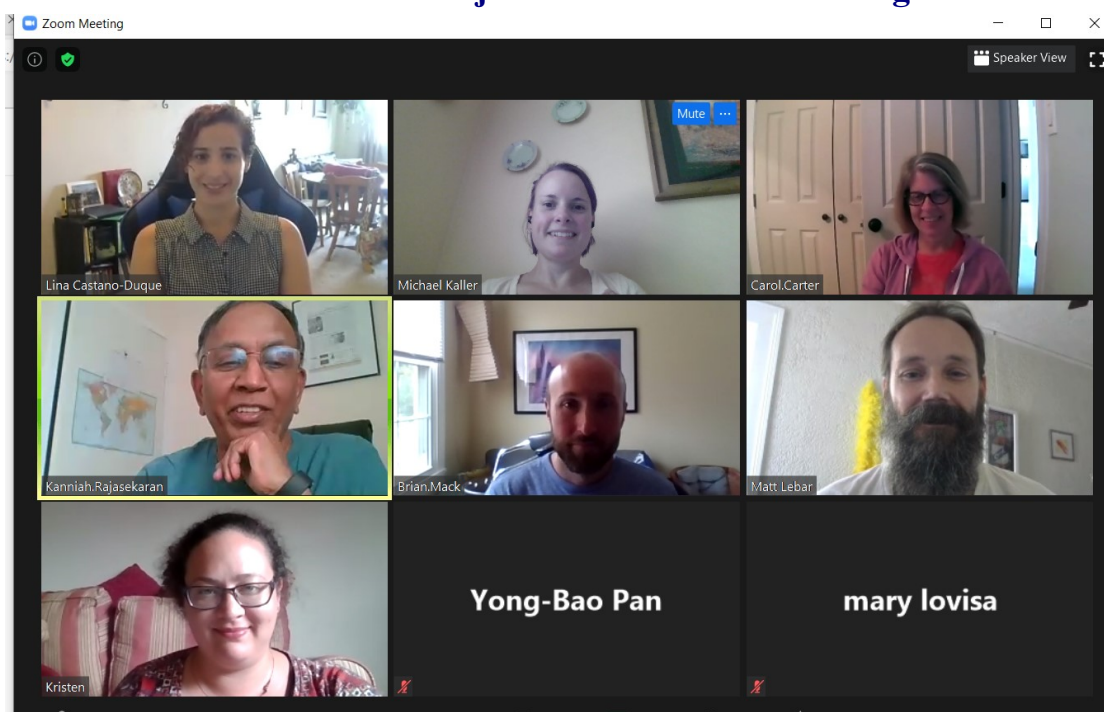 Zoom Meeting
Speaker View
Mute ...
Lina Castano-Duque
Michael Kaller
Carol.Carter
Kanniah.Rajasekaran
Brian.Mack
Matt Lebar
Yong-Bao Pan
mary lovisa
Kristen